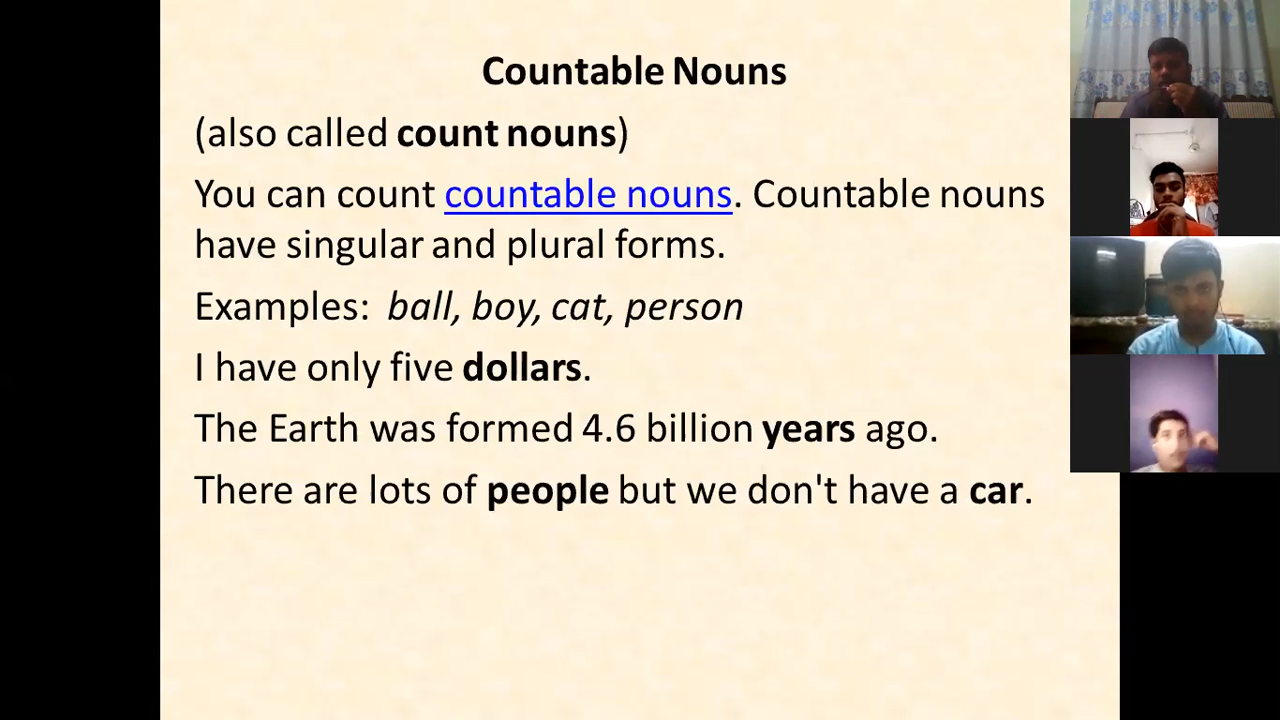 Countable Nouns
(also called count nouns)
You can count countable nouns. Countable nouns
have singular and plural forms.
Examples:  ball, boy, cat, person
I have only five dollars.
The Earth was formed 4.6 billion years ago.
There are lots of people but we don't have a car.